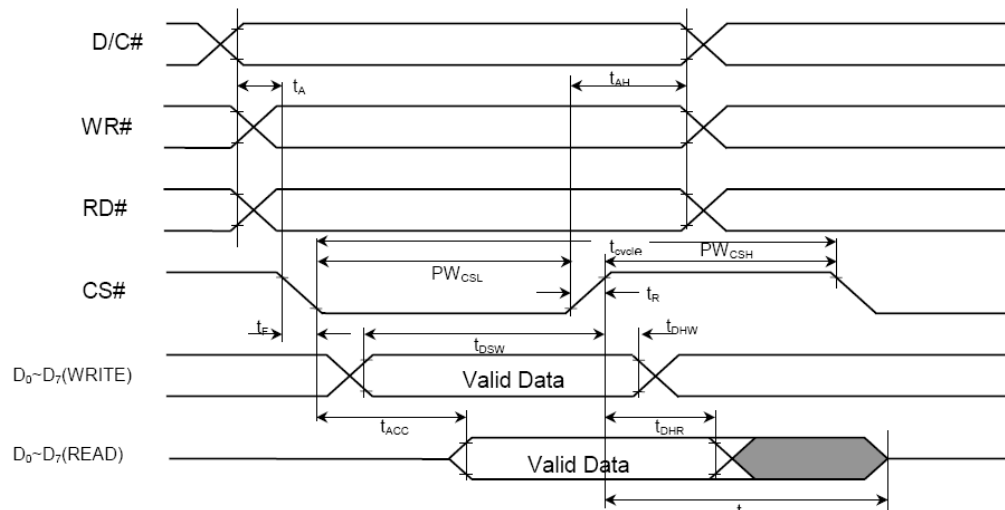 D/C#
tA
tAH
WR#
RD#
tcycle
PWCSL
PWCSH
CS#
tR
tF
tDSW
tDHW
D0~D7(WRITE)
Valid Data
tACC
tDHR
D0~D7(READ)
Valid Data